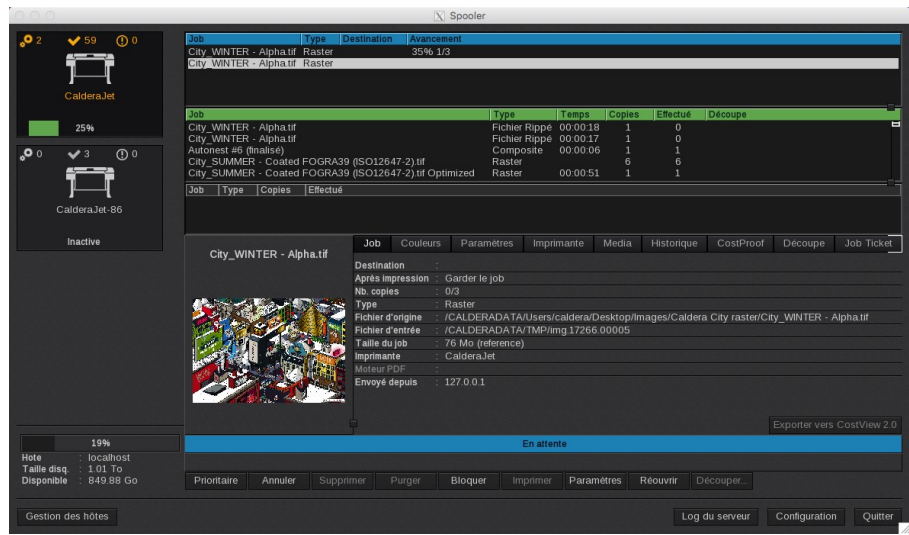 Spooler
2 59 0
CalderaJet
25%
0 3 0
CalderaJet-86
Inactive
Job Type Destination Avancement
City_WINTER - Alpha.tif Raster 35% 1/3
City_WINTER - Alpha.tif Raster
Job Type Temps Copies Effectué Découpe
City_WINTER - Alpha.tif Fichier Rippé 00:00:18 1 0
City_WINTER - Alpha.tif Fichier Rippé 00:00:17 1 0
Autonest #6 (finalisé) Composite 00:00:06 1 1
City_SUMMER - Coated FOGRA39 (ISO12647-2).tif Raster 6 6
City_SUMMER - Coated FOGRA39 (ISO12647-2).tif Optimized Raster 00:00:51 1 1
Job Type Copies Effectué
City_WINTER - Alpha.tif
Job Couleurs Paramètres Imprimante Media Historique CostProof Découpe Job Ticket
Destination :
Après impression : Garder le job
Nb. copies : 0/3
Type : Raster
Fichier d'origine : /CALDERADATA/Users/caldera/Desktop/Images/Caldera City raster/City_WINTER - Alpha.tif
Fichier d'entrée : /CALDERADATA/TMP/img.17266.00005
Taille du job : 76 Mo (reference)
Imprimante : CalderaJet
Moteur PDF :
Envoyé depuis : 127.0.0.1
Exporter vers CostView 2.0
En attente
19%
Hote : localhost
Taille disq. : 1.01 To
Disponible : 849.88 Go
Prioritaire Annuler Supprimer Purger Bloquer Imprimer Paramètres Réouvrir Découper...
Gestion des hôtes Log du serveur Configuration Quitter